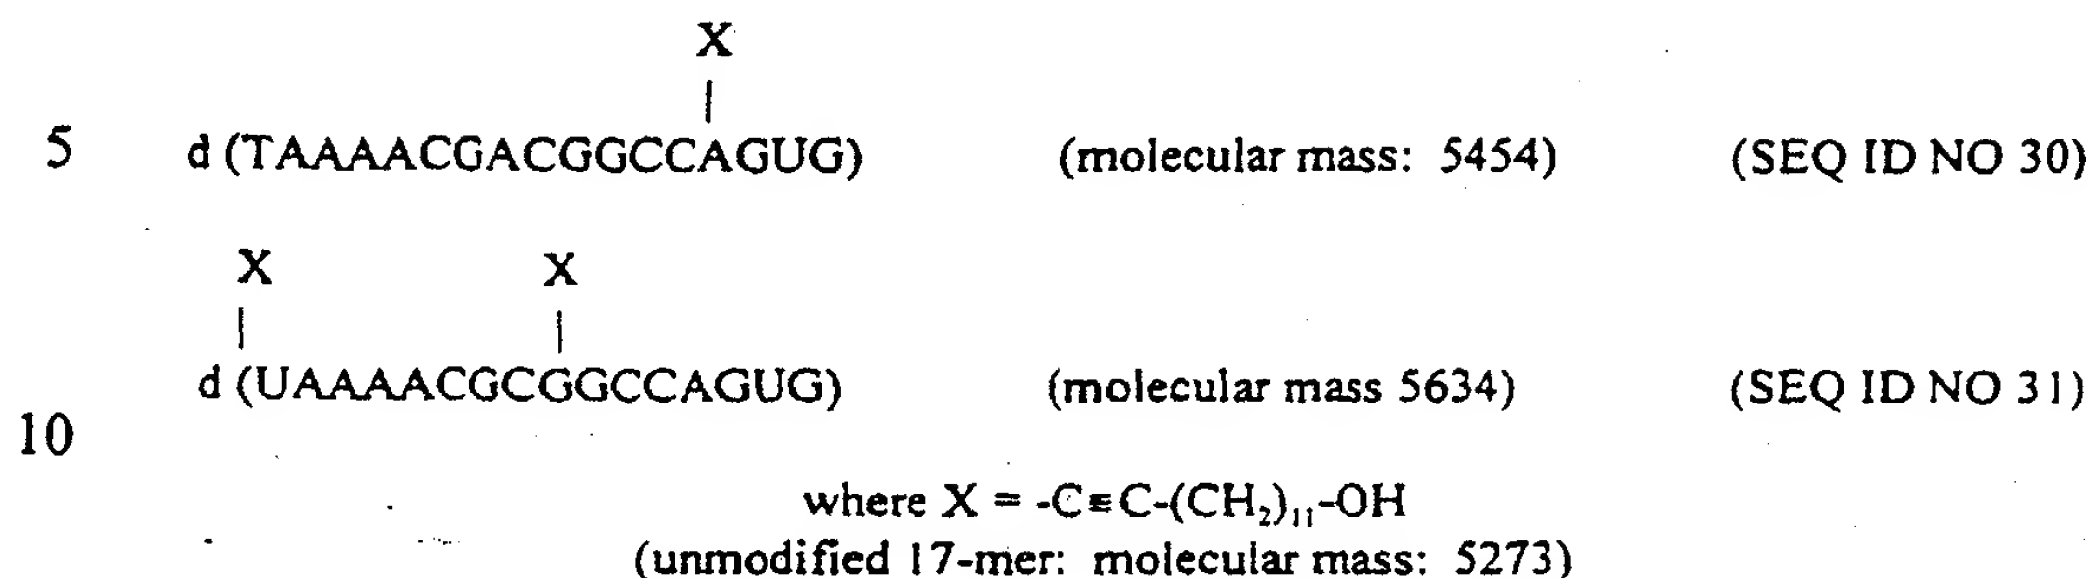 X
|
5 d (TAAAACGACGGCCAGUG) (molecular mass: 5454) (SEQ ID NO 30)
X X
| |
d (UAAAACGCGGCCAGUG) (molecular mass 5634) (SEQ ID NO 31)
10
where X = -C≡C-(CH₂)₁₁-OH
(unmodified 17-mer: molecular mass: 5273)